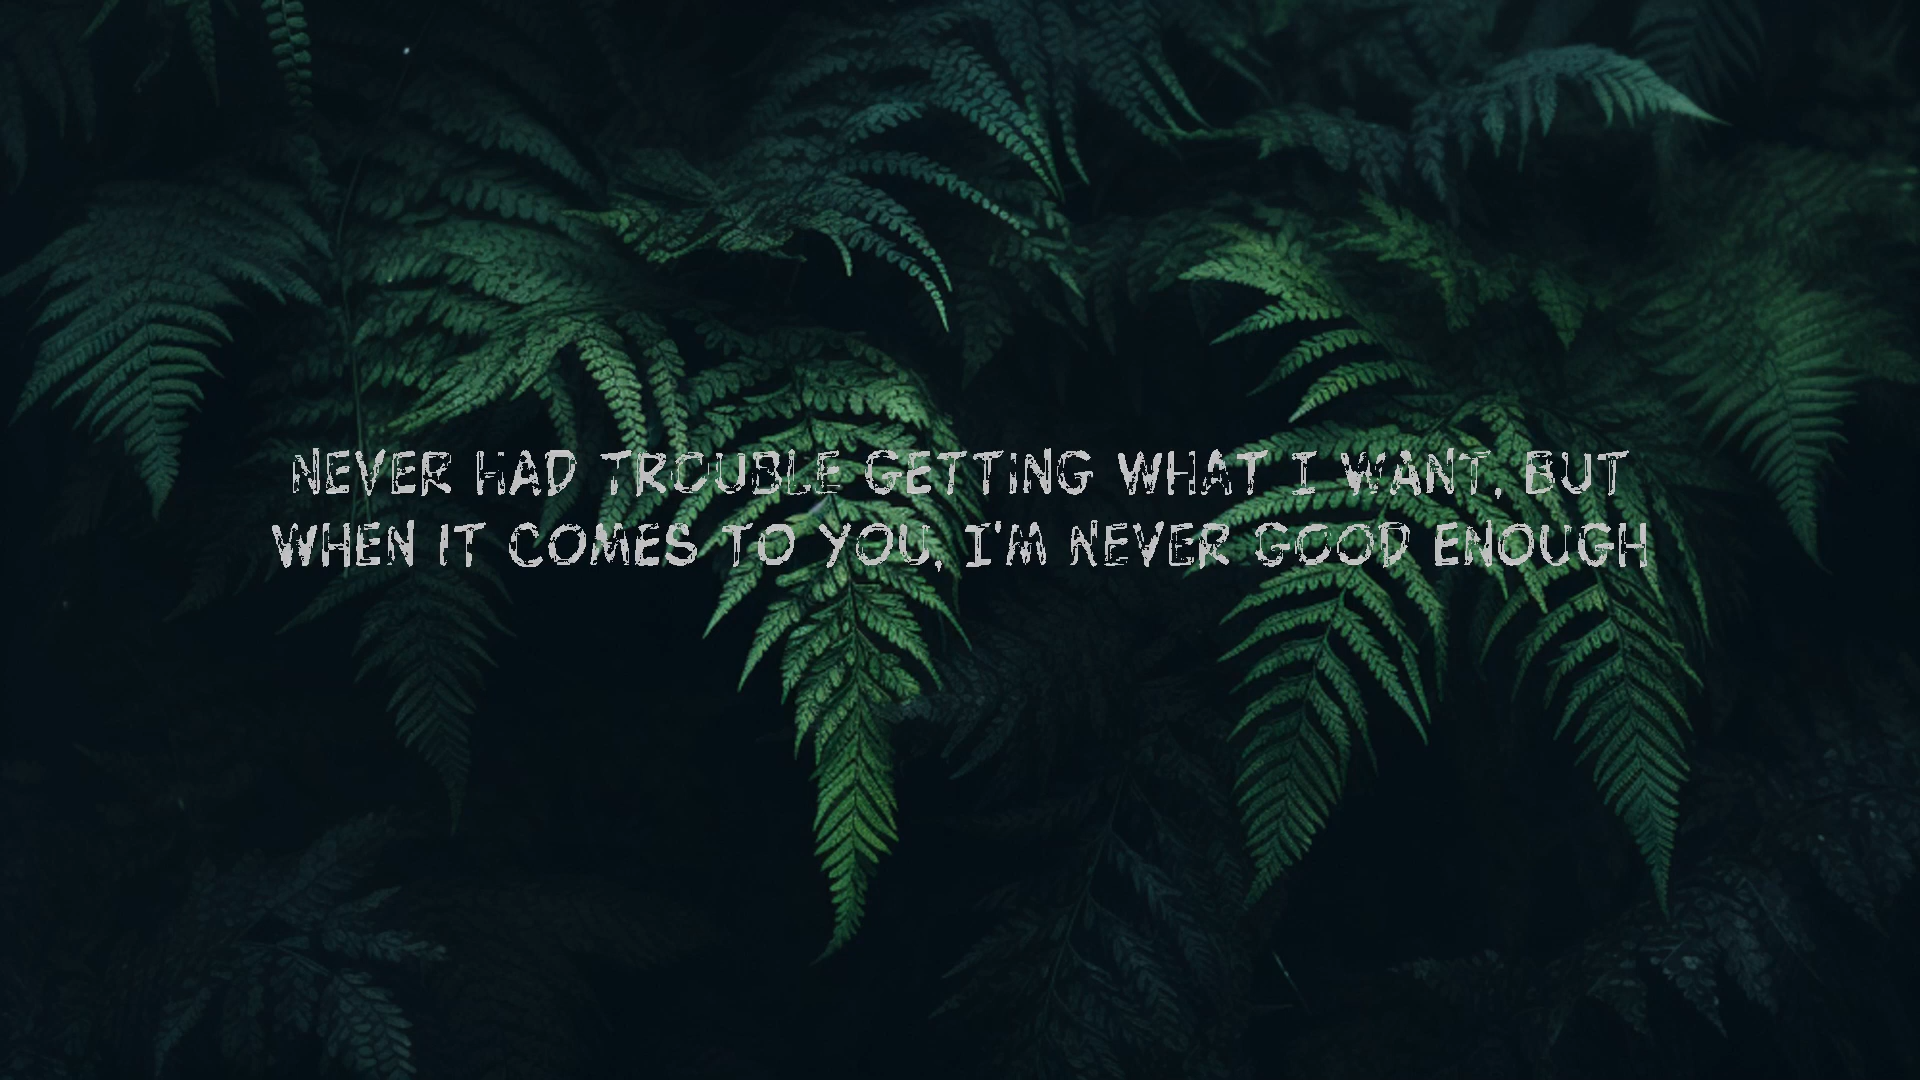 NEVER HAD TROUBLE GETTING WHAT I WANT, BUT
WHEN IT COMES TO YOU, I'M NEVER GOOD ENOUGH